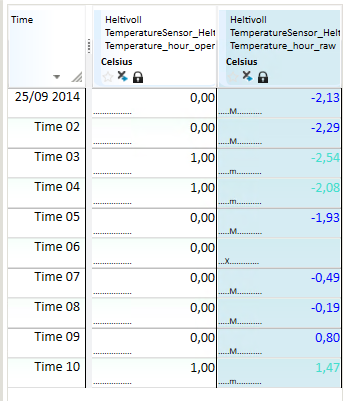 Time
Heltivoll
TemperatureSensor_Helt
Temperature_hour_oper
Celsius
Heltivoll
TemperatureSensor_Helt
Temperature_hour_raw
Celsius
25/09 2014 0,00 -2,13
............... .....M..........
Time 02 0,00 -2,29
............... .....M..........
Time 03 1,00 -2,54
............... .....m..........
Time 04 1,00 -2,08
............... .....m..........
Time 05 0,00 -1,93
............... .....M..........
Time 06 0,00
............... ...x............
Time 07 0,00 -0,49
............... .....M..........
Time 08 0,00 -0,19
............... .....M..........
Time 09 0,00 0,80
............... .....M..........
Time 10 1,00 1,47
............... .....m..........